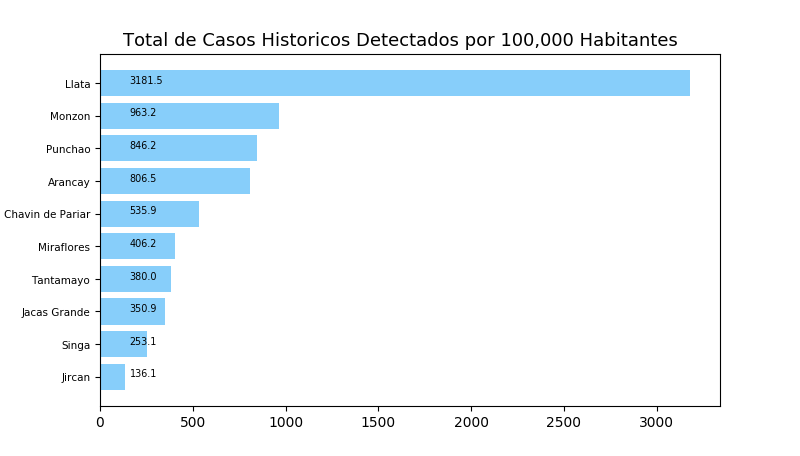 Total de Casos Historicos Detectados por 100,000 Habitantes
Llata 3181.5
Monzon 963.2
Punchao 846.2
Arancay 806.5
Chavin de Pariar 535.9
Miraflores 406.2
Tantamayo 380.0
Jacas Grande 350.9
Singa 253.1
Jircan 136.1
0 500 1000 1500 2000 2500 3000